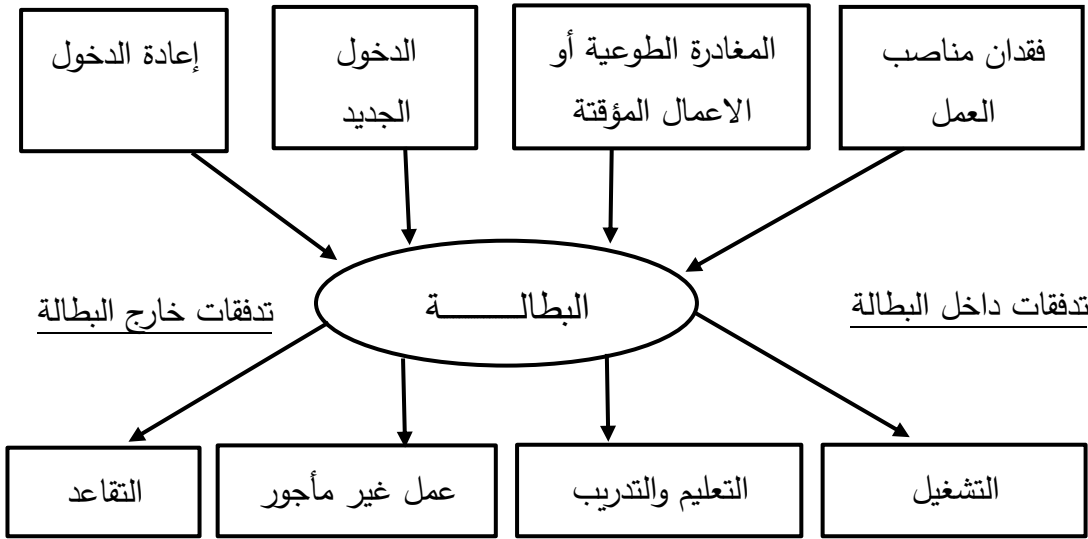 فقدان مناصب
العمل
المغادرة الطوعية أو
الاعمال المؤقتة
الدخول
الجديد
إعادة الدخول
البطالـــــــة
تدفقات داخل البطالة
تدفقات خارج البطالة
التشغيل
التعليم والتدريب
عمل غير مأجور
التقاعد